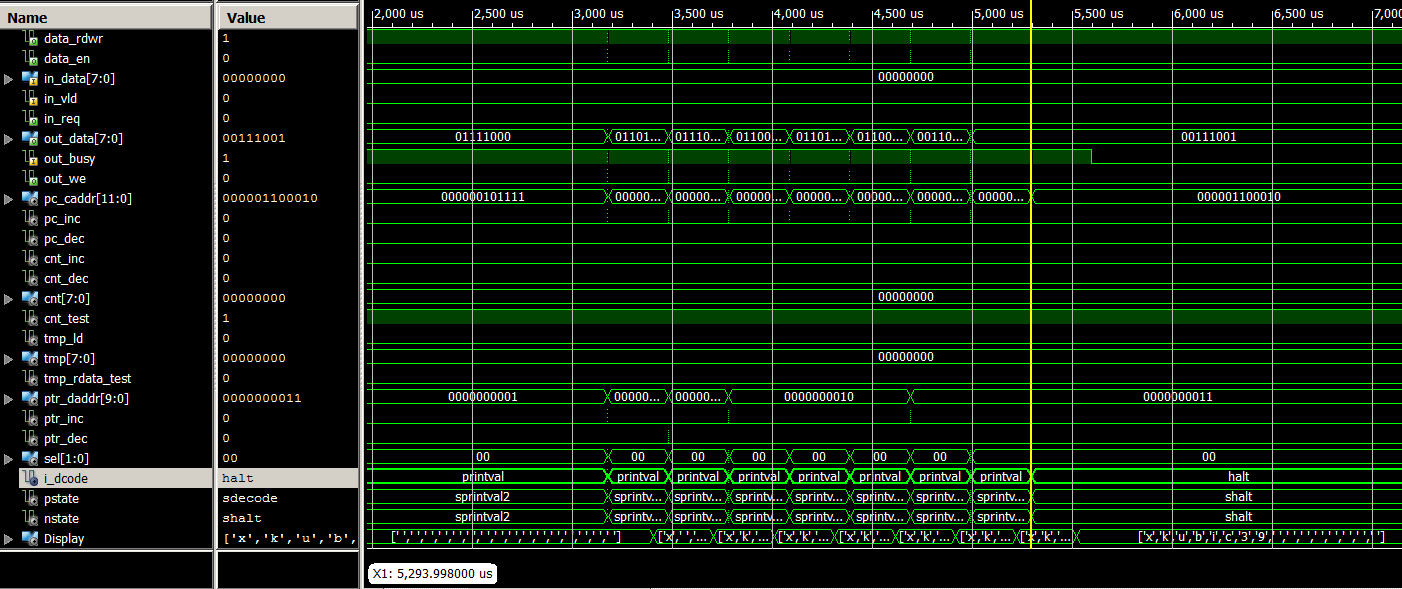 Name Value 2,000 us 2,500 us 3,000 us 3,500 us 4,000 us 4,500 us 5,000 us 5,500 us 6,000 us 6,500 us 7,000
data_rdwr 1
data_en 0
in_data[7:0] 00000000 00000000
in_vld 0
in_req 0
out_data[7:0] 00111001 01111000 01101... 01110... 01100... 01101... 01100... 00110... 00111001
out_busy 1
out_we 0
pc_caddr[11:0] 000001100010 000000101111 00000... 00000... 00000... 00000... 00000... 00000... 00000... 000001100010
pc_inc 0
pc_dec 0
cnt_inc 0
cnt_dec 0
cnt[7:0] 00000000 00000000
cnt_test 1
tmp_ld 0
tmp[7:0] 00000000 00000000
tmp_rdata_test 0
ptr_daddr[9:0] 0000000011 0000000001 00000... 00000... 0000000010 0000000011
ptr_inc 0
ptr_dec 0
sel[1:0] 00 00 00 00 00 00 00 00 00
i_dcode halt printval printval printval printval printval printval printval printval halt
pstate sdecode sprintval2 sprintv... sprintv... sprintv... sprintv... sprintv... sprintv... sprintv... shalt
nstate shalt sprintval2 sprintv... sprintv... sprintv... sprintv... sprintv... sprintv... sprintv... shalt
Display ['x','k','u','b', ['x',',... ['x','k,'... ['x','k,'... ['x','k,'... ['x','k,'... ['x','k,'... ['x','k,'... ['x','k','u','b','i','c','3','9',' ',' ',' ',' ',' ',' ',' ',' ',' ',' ',' ',' ']
X1: 5,293.998000 us